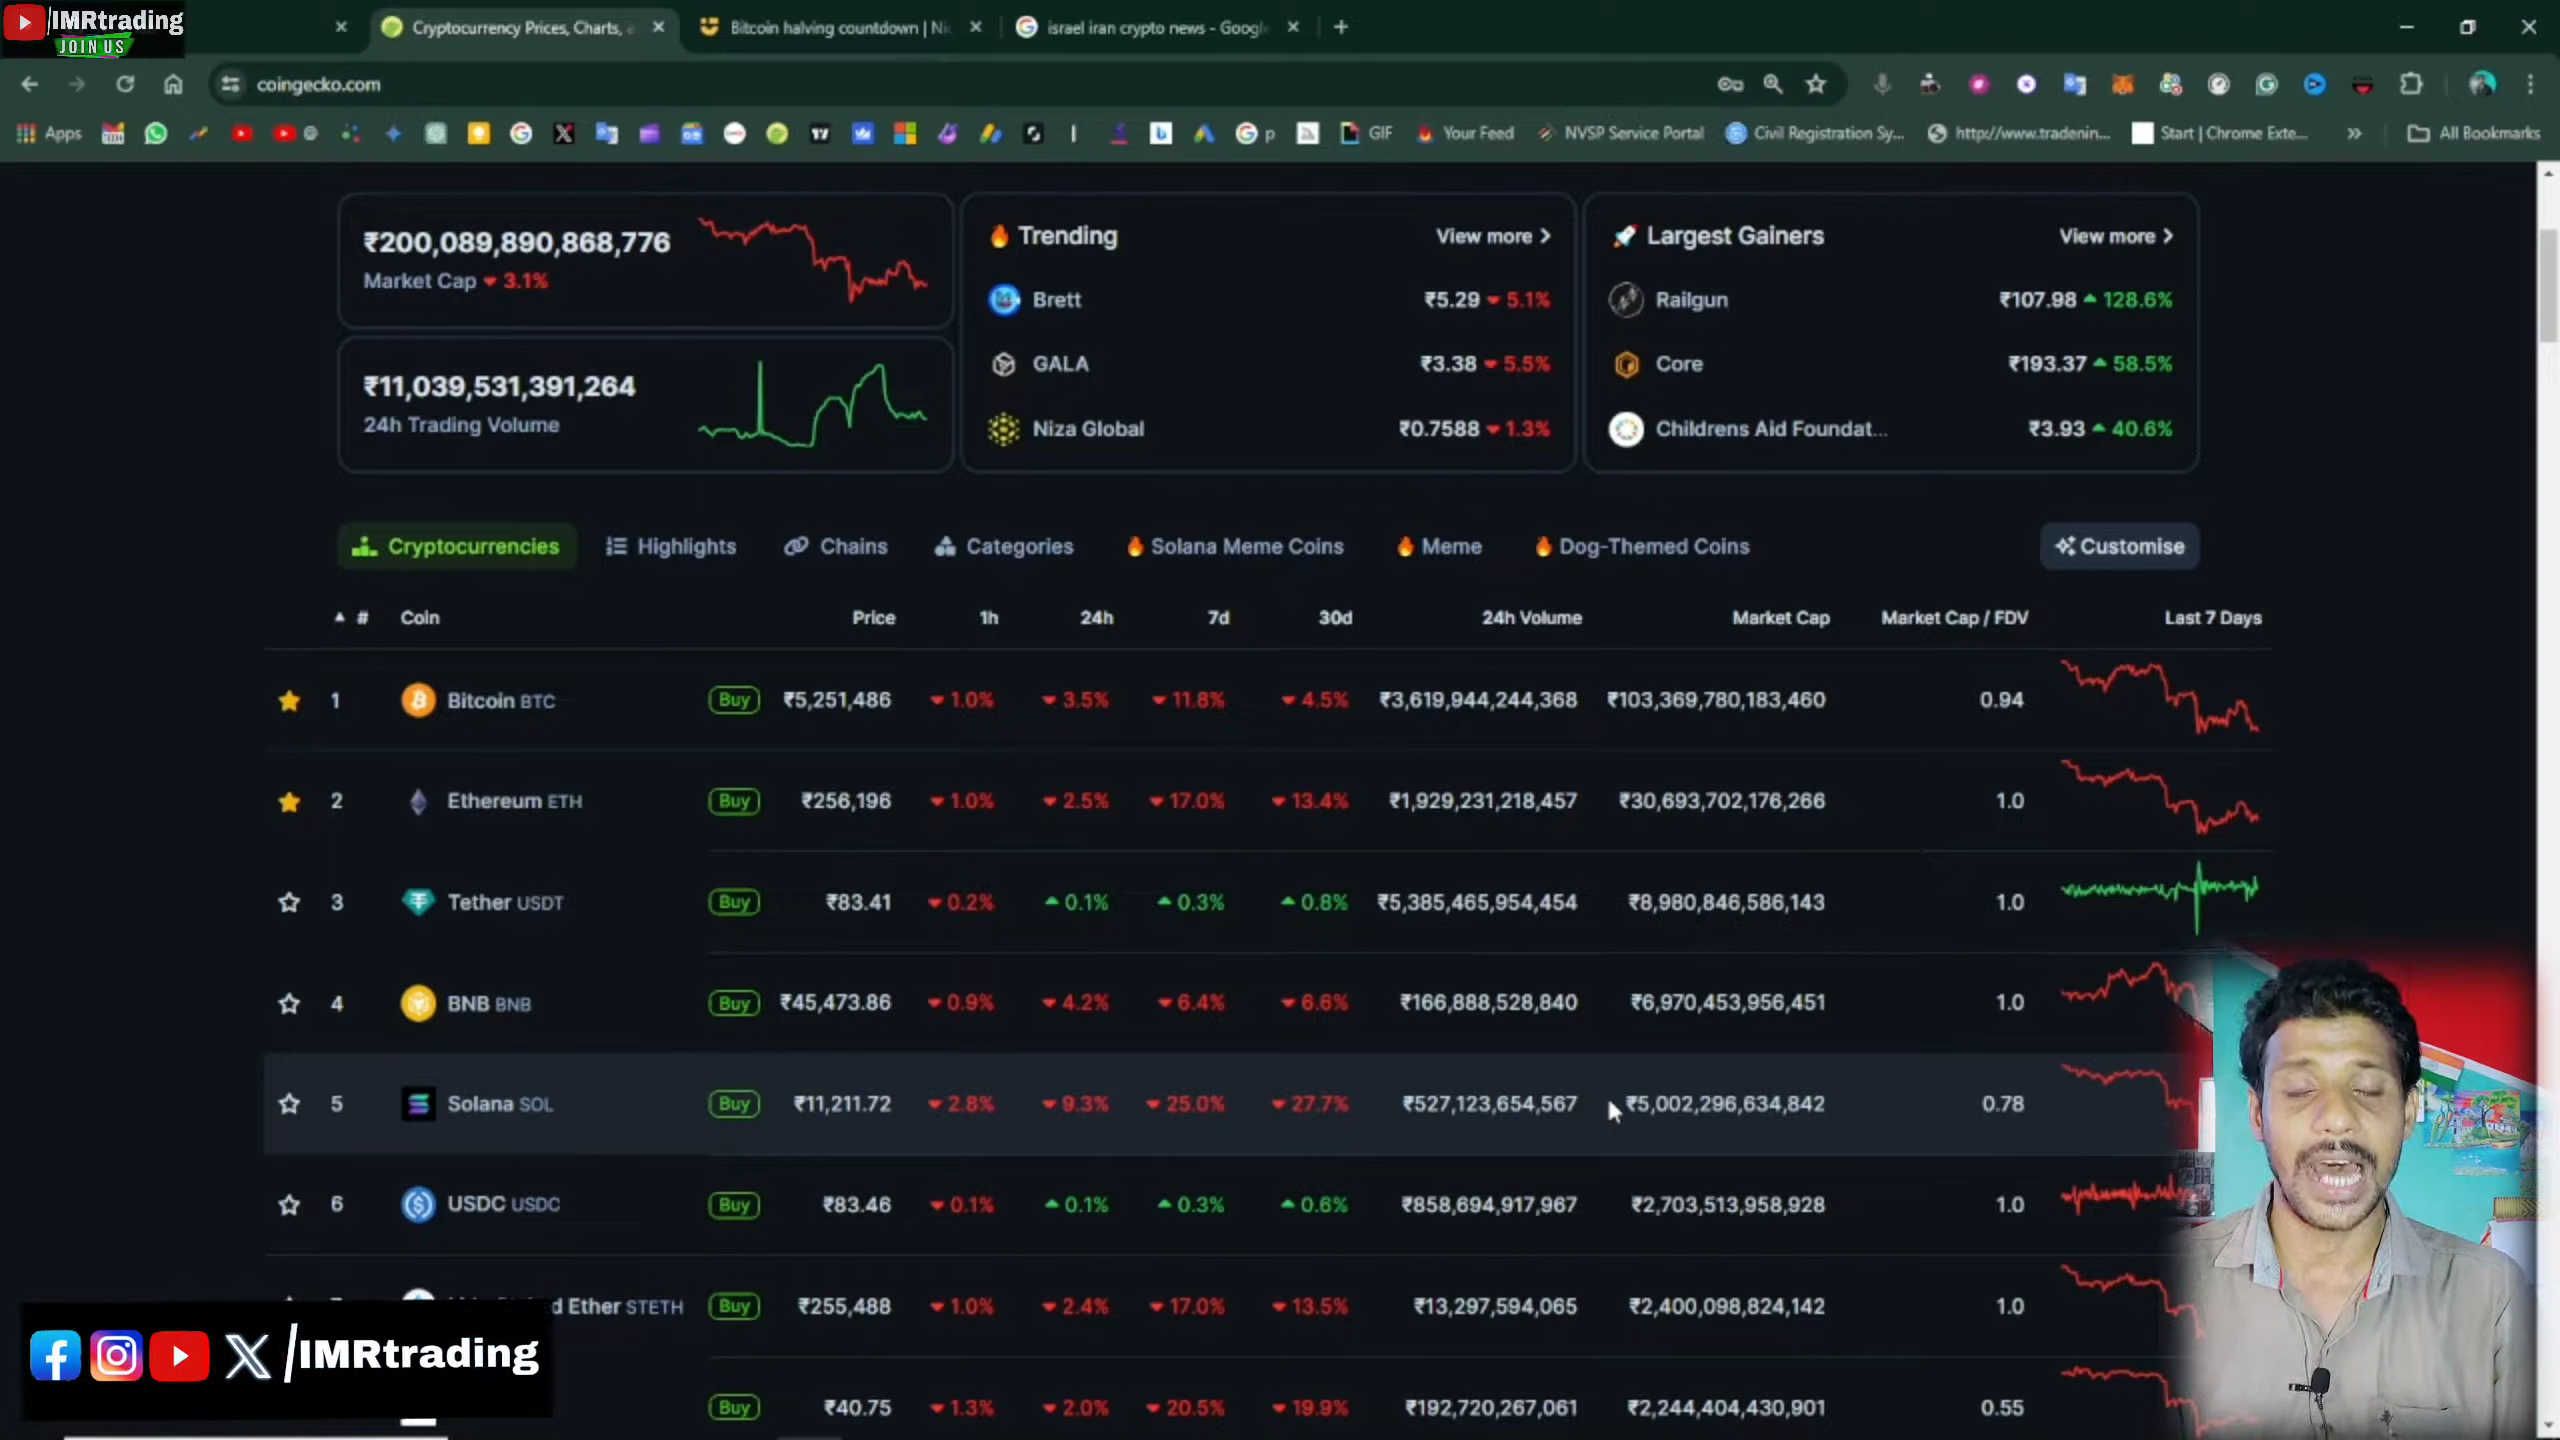 /IMRtrading
JOIN US
Cryptocurrency Prices, Charts, a
Bitcoin halving countdown | Nic
israel iran crypto news - Google
coingecko.com
Apps
p
GIF
Your Feed
NVSP Service Portal
Civil Registration Sy...
http://www.tradenin...
Start | Chrome Exte...
All Bookmarks
₹200,089,890,868,776
Market Cap 3.1%
₹11,039,531,391,264
24h Trading Volume
Trending View more
Brett ₹5.29 5.1%
GALA ₹3.38 5.5%
Niza Global ₹0.7588 1.3%
Largest Gainers View more
Railgun ₹107.98 128.6%
Core ₹193.37 58.5%
Childrens Aid Foundat... ₹3.93 40.6%
Cryptocurrencies Highlights Chains Categories Solana Meme Coins Meme Dog-Themed Coins Customise
# Coin Price 1h 24h 7d 30d 24h Volume Market Cap Market Cap / FDV Last 7 Days
1 Bitcoin BTC Buy ₹5,251,486 1.0% 3.5% 11.8% 4.5% ₹3,619,944,244,368 ₹103,369,780,183,460 0.94
2 Ethereum ETH Buy ₹256,196 1.0% 2.5% 17.0% 13.4% ₹1,929,231,218,457 ₹30,693,702,176,266 1.0
3 Tether USDT Buy ₹83.41 0.2% 0.1% 0.3% 0.8% ₹5,385,465,954,454 ₹8,980,846,586,143 1.0
4 BNB BNB Buy ₹45,473.86 0.9% 4.2% 6.4% 6.6% ₹166,888,528,840 ₹6,970,453,956,451 1.0
5 Solana SOL Buy ₹11,211.72 2.8% 9.3% 25.0% 27.7% ₹527,123,654,567 ₹5,002,296,634,842 0.78
6 USDC USDC Buy ₹83.46 0.1% 0.1% 0.3% 0.6% ₹858,694,917,967 ₹2,703,513,958,928 1.0
d Ether STETH Buy ₹255,488 1.0% 2.4% 17.0% 13.5% ₹13,297,594,065 ₹2,400,098,824,142 1.0
Buy ₹40.75 1.3% 2.0% 20.5% 19.9% ₹192,720,267,061 ₹2,244,404,430,901 0.55
/IMRtrading